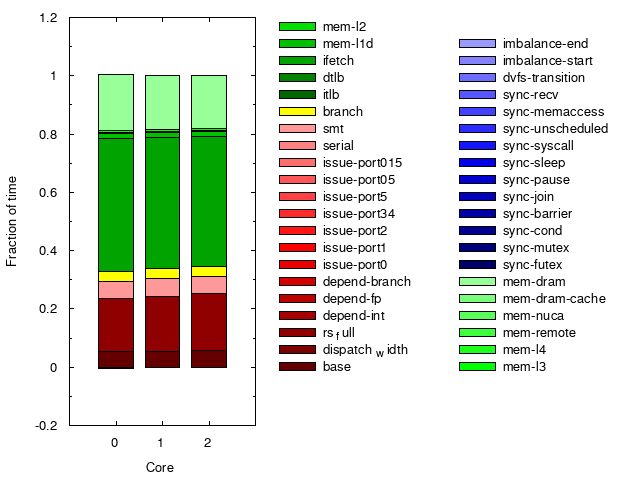 1.2
1
0.8
0.6
0.4
0.2
0
-0.2
Fraction of time
0 1 2
Core
mem-l2
mem-l1d
ifetch
dtlb
itlb
branch
smt
serial
issue-port015
issue-port05
issue-port5
issue-port34
issue-port2
issue-port1
issue-port0
depend-branch
depend-fp
depend-int
rs_full
dispatch_width
base
imbalance-end
imbalance-start
dvfs-transition
sync-recv
sync-memaccess
sync-unscheduled
sync-syscall
sync-sleep
sync-pause
sync-join
sync-barrier
sync-cond
sync-mutex
sync-futex
mem-dram
mem-dram-cache
mem-nuca
mem-remote
mem-l4
mem-l3